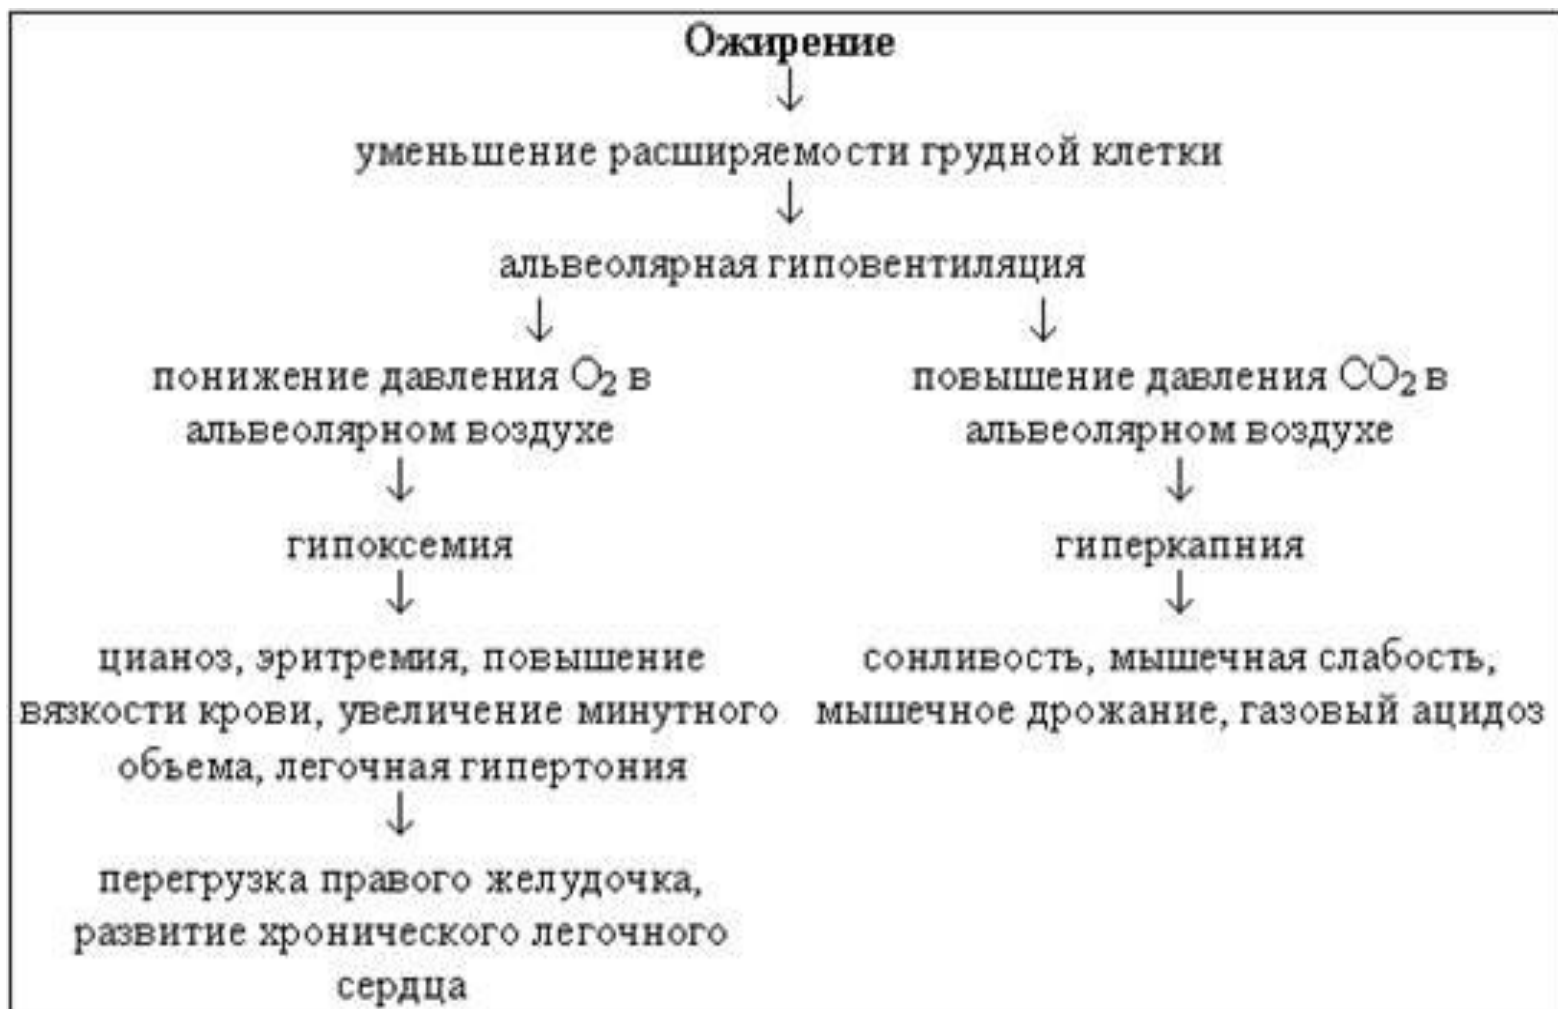 Ожирение
↓
уменьшение расширяемости грудной клетки
↓
альвеолярная гиповентиляция
↓ ↓
понижение давления O₂ в
альвеолярном воздухе
↓
гипоксемия
↓
цианоз, эритремия, повышение
вязкости крови, увеличение минутного
объема, легочная гипертония
↓
перегрузка правого желудочка,
развитие хронического легочного
сердца
повышение давления CO₂ в
альвеолярном воздухе
↓
гиперкапния
↓
сонливость, мышечная слабость,
мышечное дрожание, газовый ацидоз